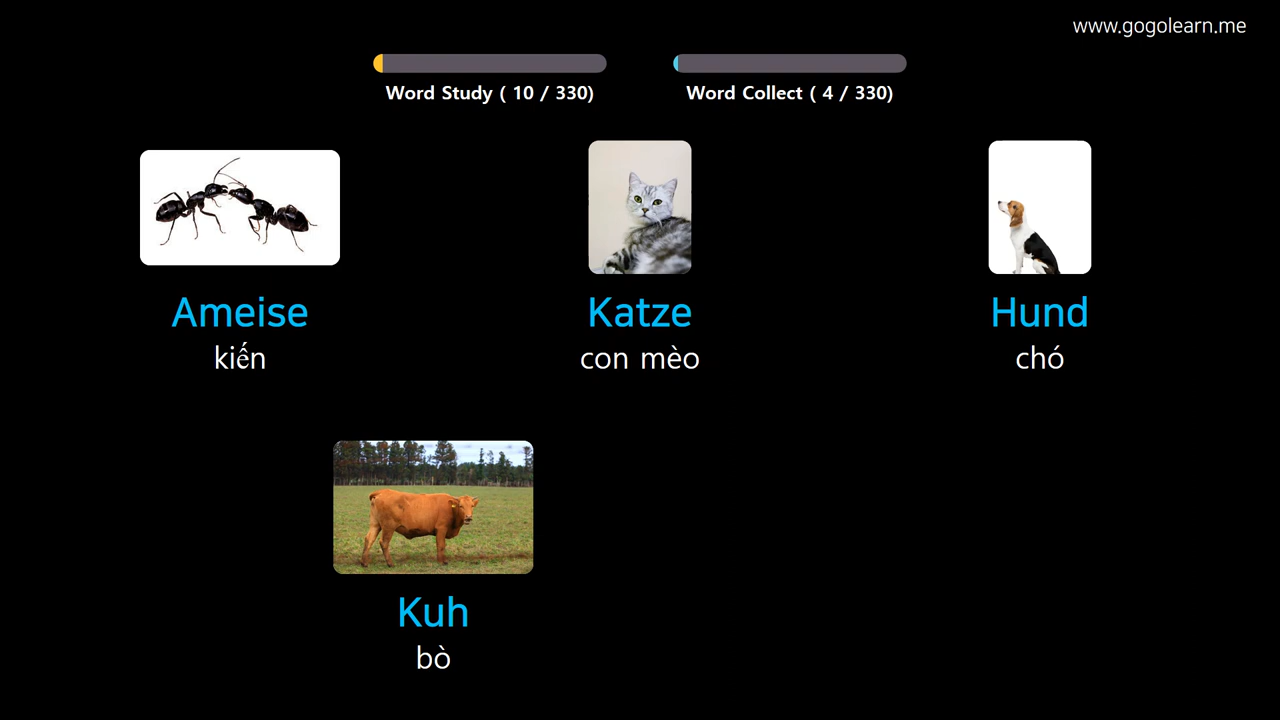 www.gogolearn.me
Word Study ( 10 / 330)
Word Collect ( 4 / 330)
Ameise
kiến
Katze
con mèo
Hund
chó
Kuh
bò